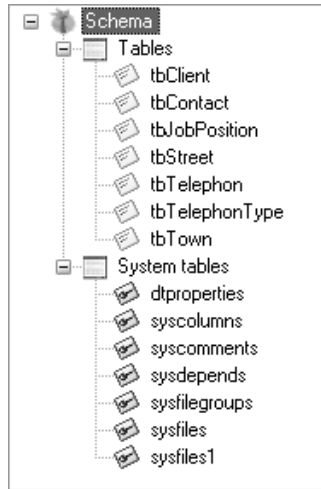 Schema
Tables
tbClient
tbContact
tbJobPosition
tbStreet
tbTelephon
tbTelephonType
tbTown
System tables
dtproperties
syscolumns
syscomments
sysdepends
sysfilegroups
sysfiles
sysfiles1